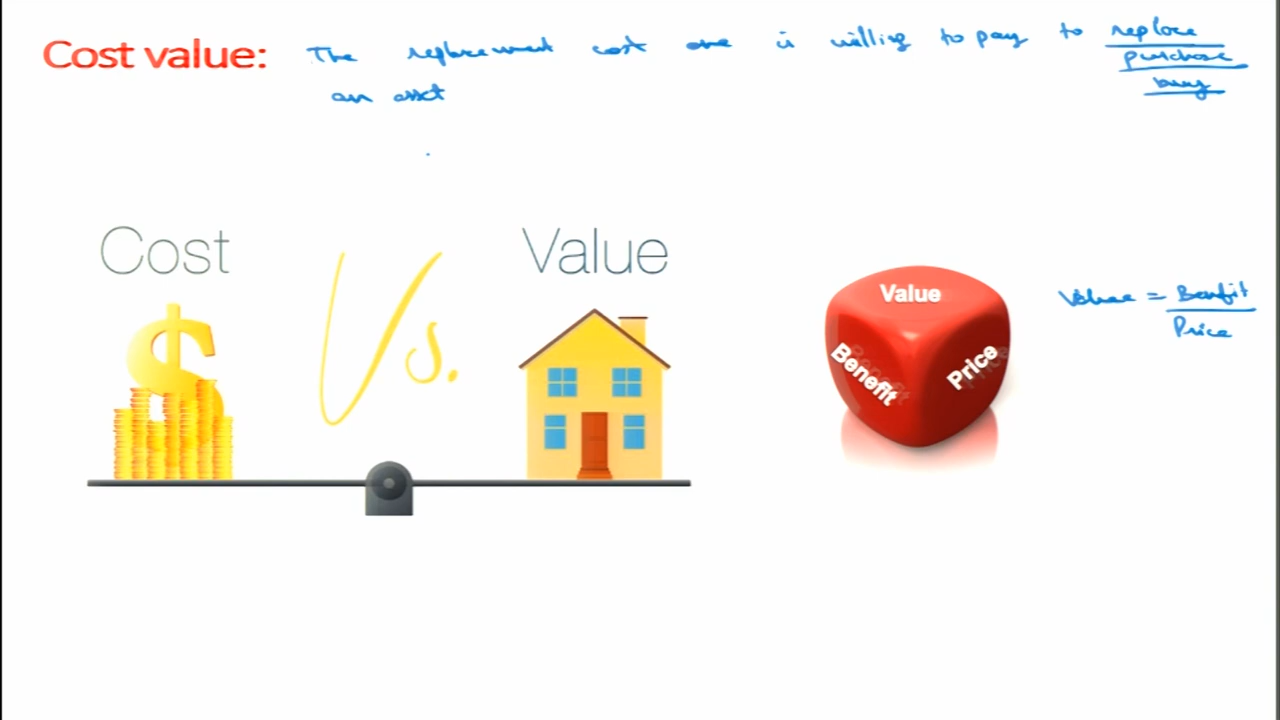 Cost value: The replacement cost one is willing to pay to replace
purchase
buy
an asset
Cost Vs. Value
Value
Benefit
Price
Value = Benefit
Price